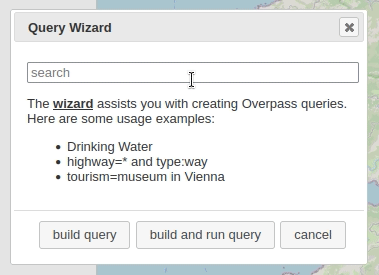 Query Wizard
search
The wizard assists you with creating Overpass queries.
Here are some usage examples:
Drinking Water
highway=* and type:way
tourism=museum in Vienna
build query
build and run query
cancel